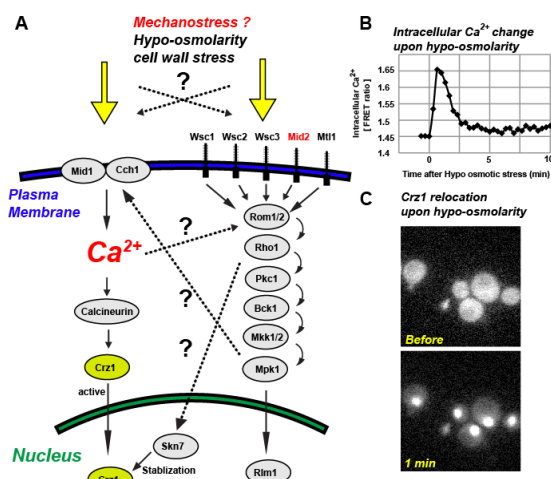 A
Mechanostress ?
Hypo-osmolarity
cell wall stress
?
Wsc1
Wsc2
Wsc3
Mid2
Mtl1
Mid1
Cch1
Plasma
Membrane
Ca2+
?
Rom1/2
Rho1
Pkc1
Bck1
Mkk1/2
Mpk1
?
?
Calcineurin
Crz1
active
Nucleus
Skn7
Stablization
Crz1
Rlm1
B
Intracellular Ca2+ change
upon hypo-osmolarity
Intracellular Ca2+
[ FRET ratio ]
1.65
1.6
1.55
1.5
1.45
1.4
0
5
10
Time after Hypo osmotic stress (min)
C
Crz1 relocation
upon hypo-osmolarity
Before
1 min